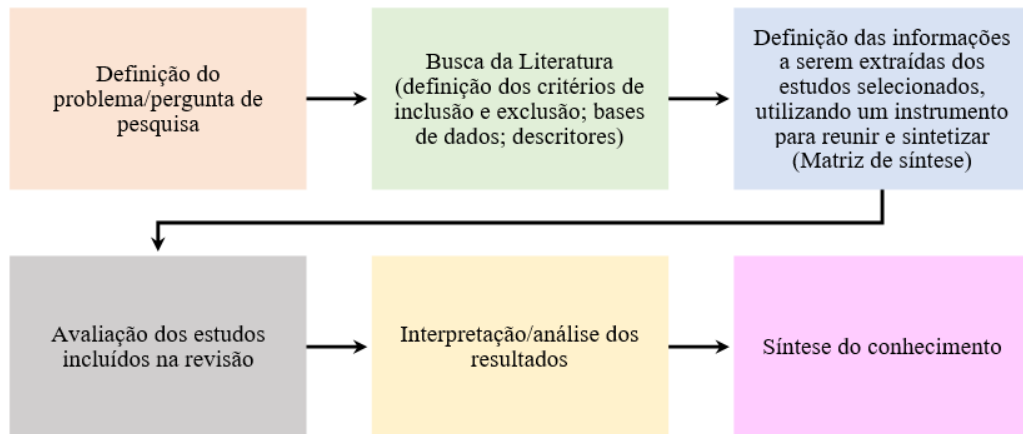 Definição do
problema/pergunta de
pesquisa
Busca da Literatura
(definição dos critérios de
inclusão e exclusão; bases
de dados; descritores)
Definição das informações
a serem extraídas dos
estudos selecionados,
utilizando um instrumento
para reunir e sintetizar
(Matriz de síntese)
Avaliação dos estudos
incluídos na revisão
Interpretação/análise dos
resultados
Síntese do conhecimento